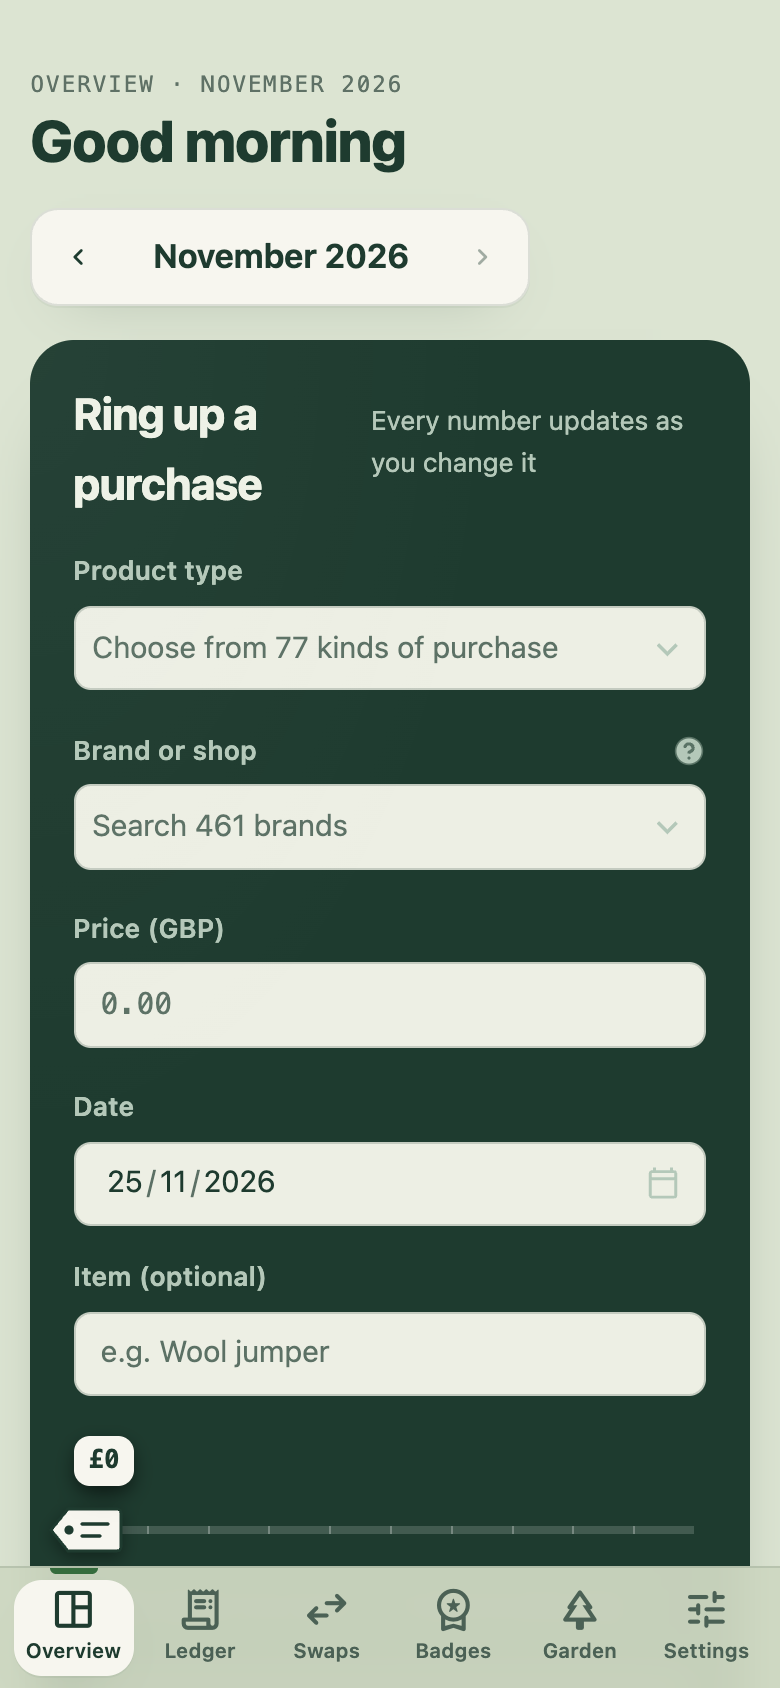 OVERVIEW · NOVEMBER 2026
Good morning
November 2026
Ring up a
purchase
Every number updates as
you change it
Product type
Choose from 77 kinds of purchase
Brand or shop
?
Search 461 brands
Price (GBP)
0.00
Date
25/11/2026
Item (optional)
e.g. Wool jumper
£0
Overview
Ledger
Swaps
Badges
Garden
Settings